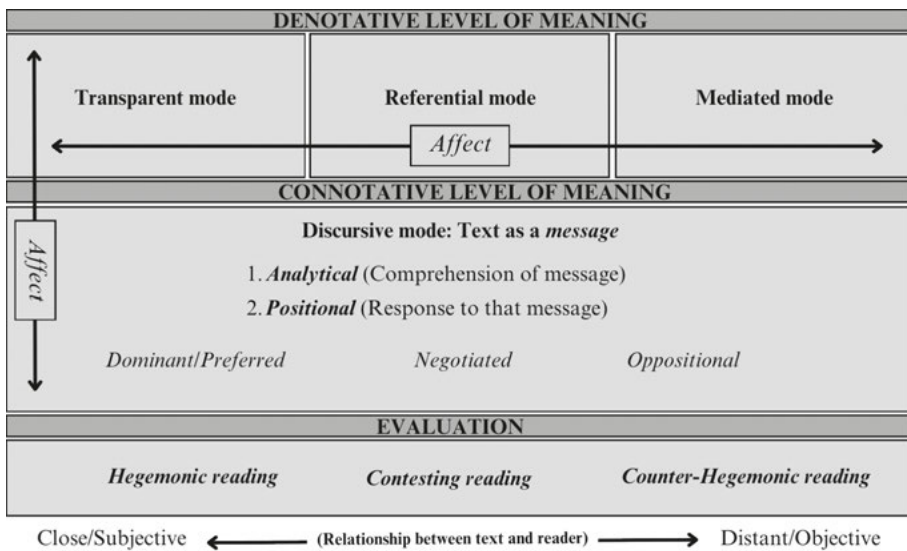 DENOTATIVE LEVEL OF MEANING
Transparent mode
Referential mode
Mediated mode
Affect
CONNOTATIVE LEVEL OF MEANING
Discursive mode: Text as a message
Affect
1. Analytical (Comprehension of message)
2. Positional (Response to that message)
Dominant/Preferred
Negotiated
Oppositional
EVALUATION
Hegemonic reading
Contesting reading
Counter-Hegemonic reading
Close/Subjective
(Relationship between text and reader)
Distant/Objective